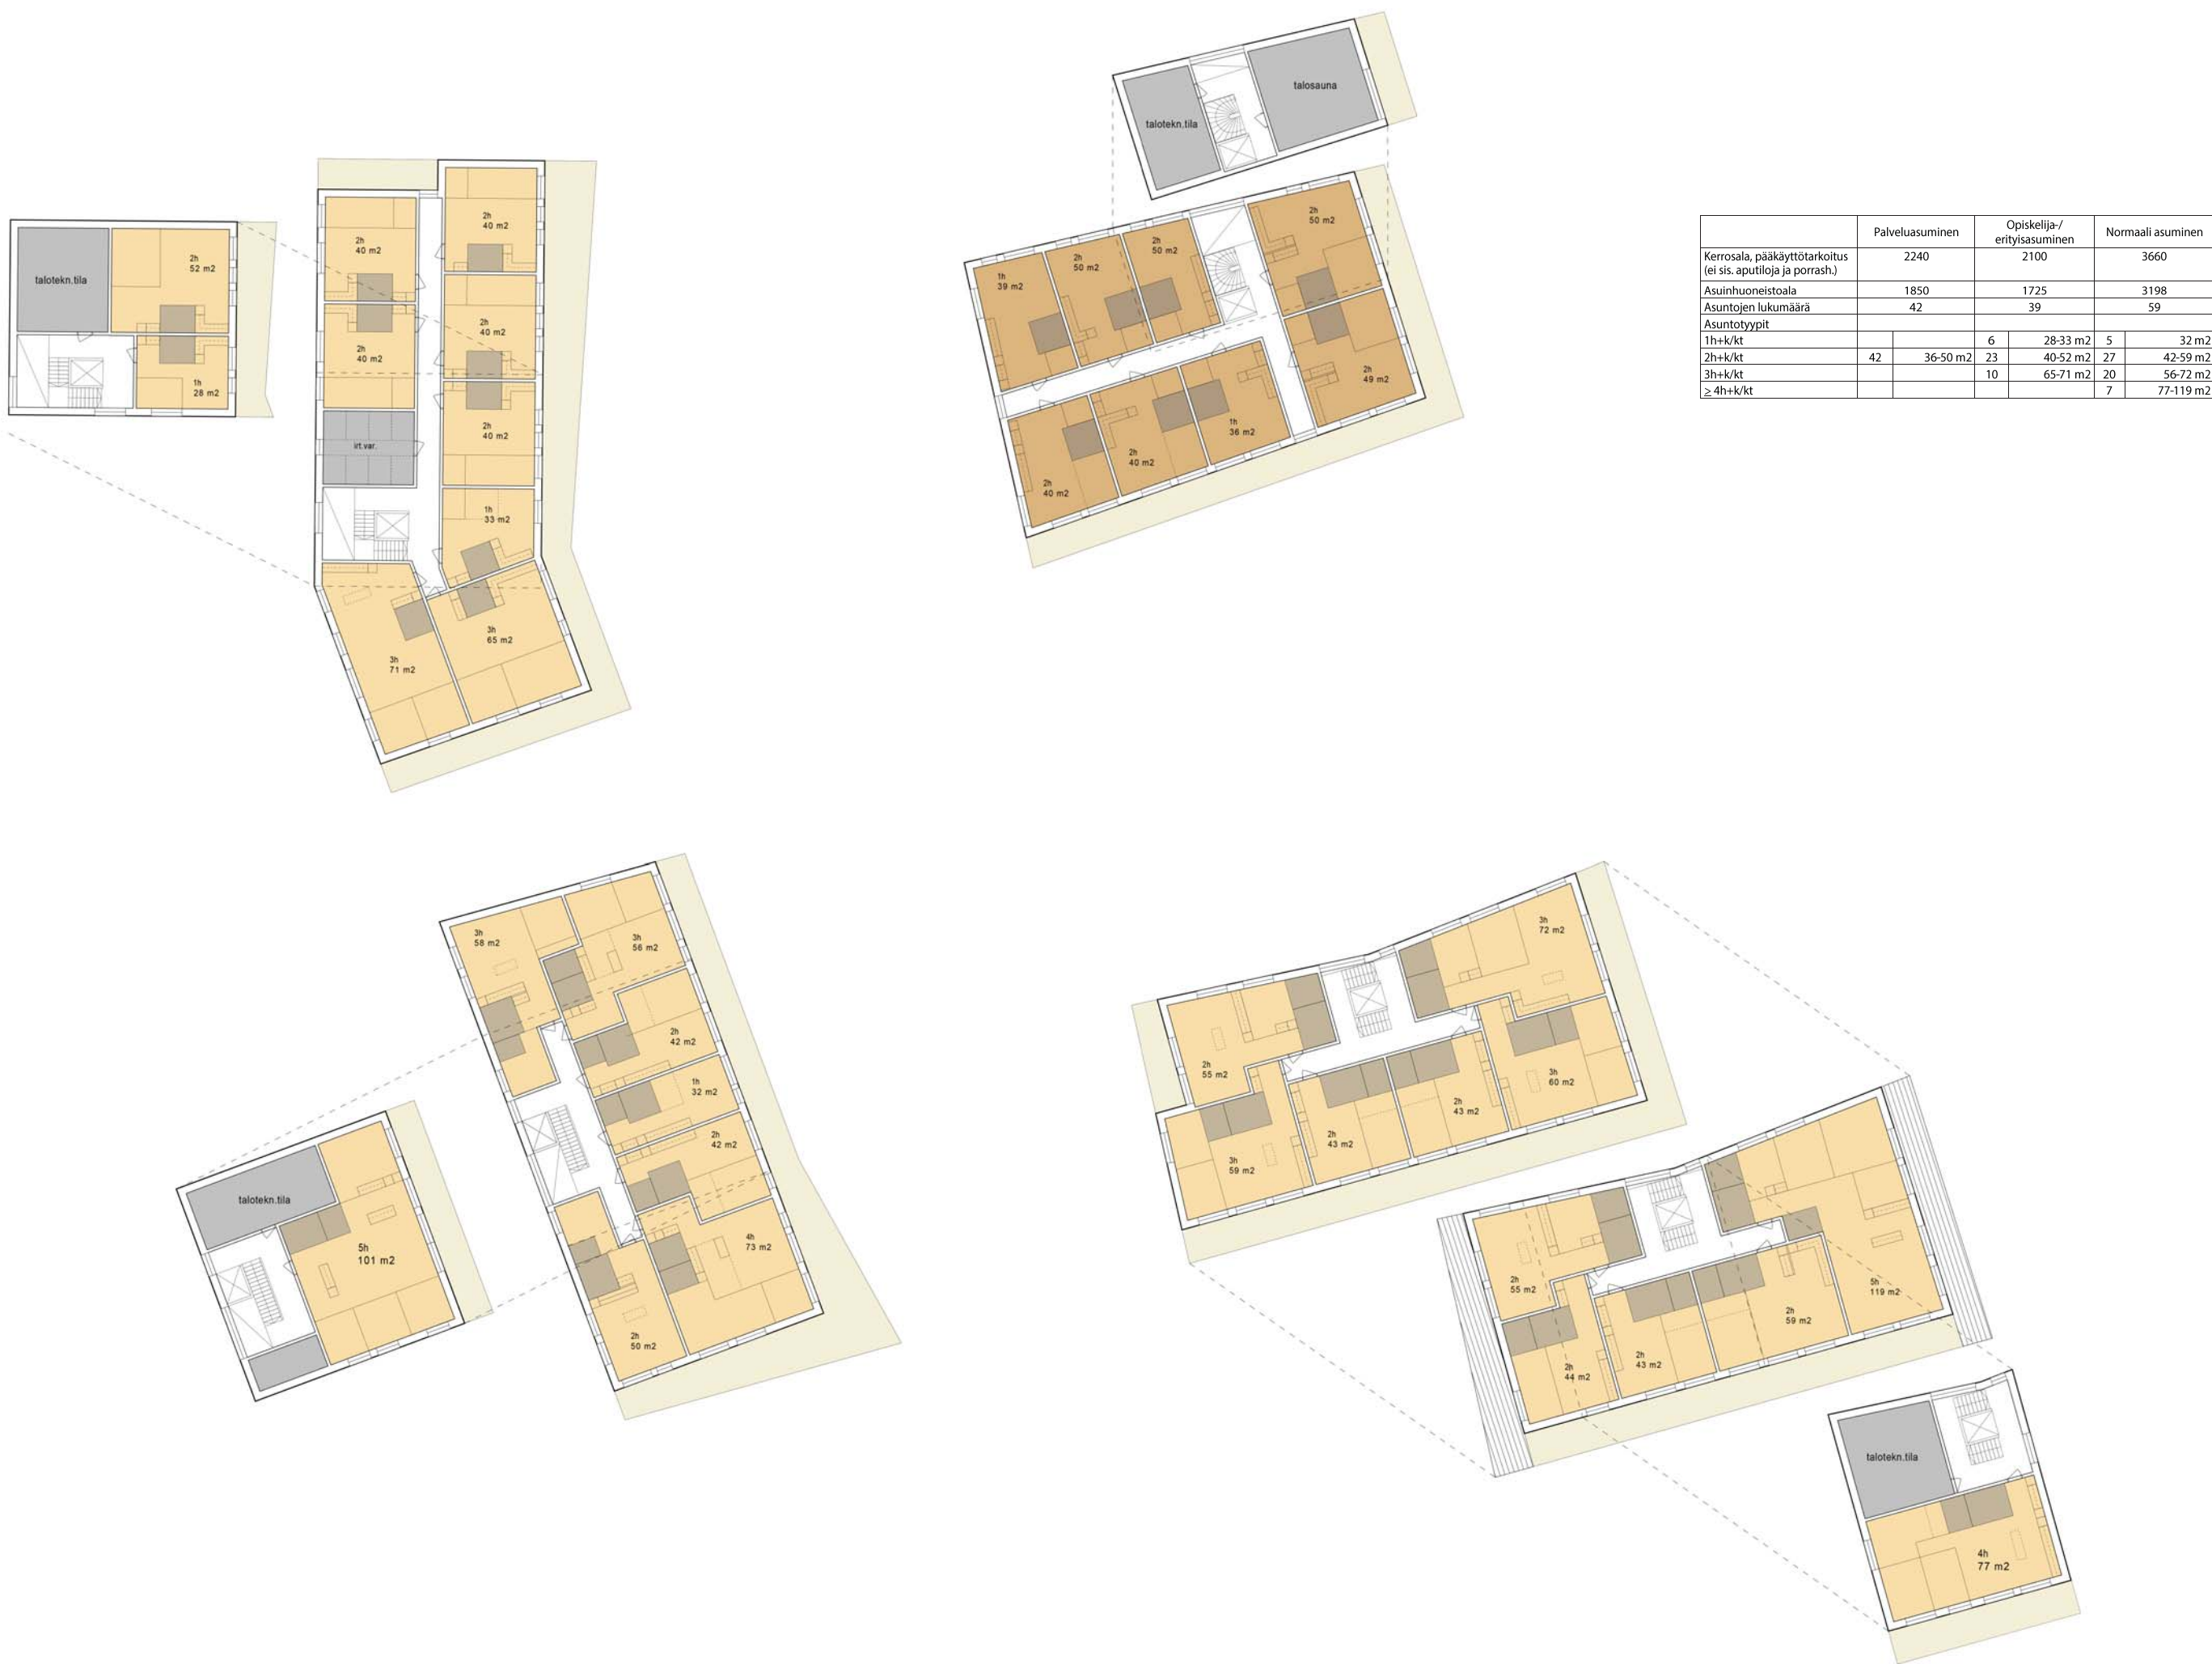 talotekn.tila
2h
52 m2
1h
28 m2
2h
40 m2
2h
40 m2
2h
40 m2
2h
40 m2
2h
40 m2
irt.var.
1h
33 m2
3h
65 m2
3h
71 m2
talosauna
talotekn.tila
2h
50 m2
2h
50 m2
2h
50 m2
1h
39 m2
2h
49 m2
1h
36 m2
2h
40 m2
2h
40 m2
Palveluasuminen
Opiskelija-/
erityisasuminen
Normaali asuminen
Kerrosala, pääkäyttötarkoitus
(ei sis. aputiloja ja porrash.)
2240 2100 3660
Asuinhuoneistoala 1850 1725 3198
Asuntojen lukumäärä 42 39 59
Asuntotyypit
1h+k/kt 6 28-33 m2 5 32 m2
2h+k/kt 42 36-50 m2 23 40-52 m2 27 42-59 m2
3h+k/kt 10 65-71 m2 20 56-72 m2
≥ 4h+k/kt 7 77-119 m2
3h
58 m2
3h
56 m2
2h
42 m2
1h
32 m2
2h
42 m2
4h
73 m2
2h
50 m2
talotekn.tila
5h
101 m2
3h
72 m2
2h
55 m2
3h
60 m2
2h
43 m2
2h
43 m2
3h
59 m2
2h
55 m2
5h
119 m2
2h
59 m2
2h
43 m2
2h
44 m2
talotekn.tila
4h
77 m2